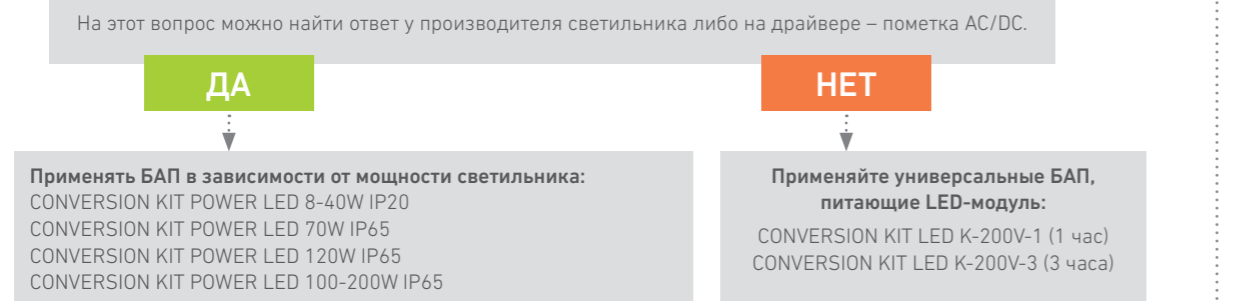 На этот вопрос можно найти ответ у производителя светильника либо на драйвере – пометка AC/DC.
ДА
НЕТ
Применять БАП в зависимости от мощности светильника:
CONVERSION KIT POWER LED 8-40W IP20
CONVERSION KIT POWER LED 70W IP65
CONVERSION KIT POWER LED 120W IP65
CONVERSION KIT POWER LED 100-200W IP65
Применяйте универсальные БАП,
питающие LED-модуль:
CONVERSION KIT LED K-200V-1 (1 час)
CONVERSION KIT LED K-200V-3 (3 часа)